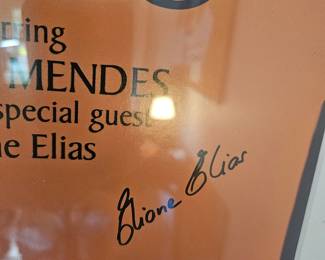 rring
MENDES
special guest
ne Elias
Eliane Elias